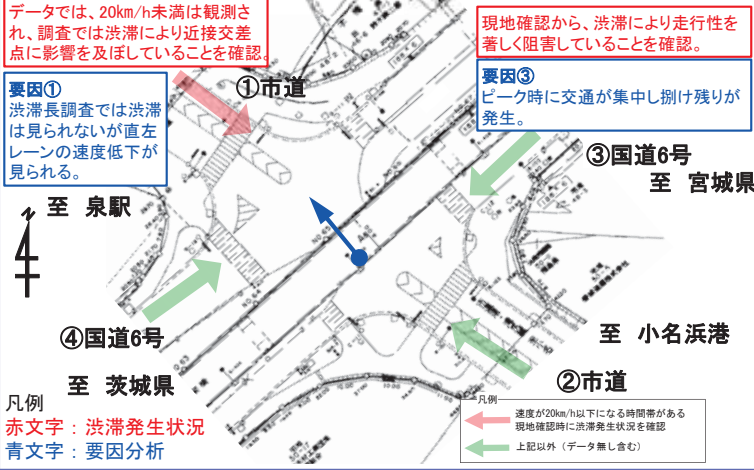 データでは、20km/h未満は観測さ
れ、調査では渋滞により近接交差
点に影響を及ぼしていることを確認。
要因①
渋滞長調査では渋滞
は見られないが直左
レーンの速度低下が
見られる。
①市道
現地確認から、渋滞により走行性を
著しく阻害していることを確認。
要因③
ピーク時に交通が集中し捌け残りが
発生。
③国道6号
至 宮城県
至 泉駅
④国道6号
至 茨城県
至 小名浜港
②市道
凡例
赤文字：渋滞発生状況
青文字：要因分析
凡例
速度が20km/h以下になる時間帯がある
現地確認時に渋滞発生状況を確認
上記以外（データ無し含む）